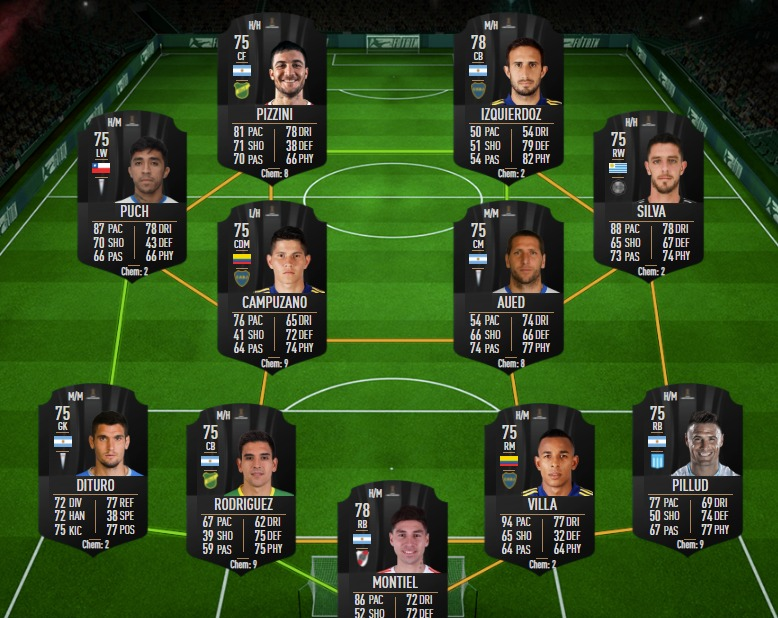 H/H
75
CF
PIZZINI
81 PAC 78 DRI
71 SHO 38 DEF
70 PAS 66 PHY
Chem: 8
M/H
78
CB
IZQUIERDOZ
50 PAC 54 DRI
51 SHO 79 DEF
54 PAS 82 PHY
Chem: 2
H/M
75
LW
PUCH
87 PAC 78 DRI
70 SHO 43 DEF
66 PAS 66 PHY
Chem: 2
H/H
75
RW
SILVA
88 PAC 78 DRI
65 SHO 67 DEF
73 PAS 74 PHY
Chem: 2
L/H
75
CDM
CAMPUZANO
76 PAC 65 DRI
41 SHO 72 DEF
64 PAS 74 PHY
Chem: 9
M/M
75
CM
AUED
54 PAC 74 DRI
66 SHO 66 DEF
74 PAS 77 PHY
Chem: 8
M/M
75
GK
DITURO
72 DIV 77 REF
72 HAN 38 SPE
75 KIC 77 POS
Chem: 2
M/H
75
CB
RODRIGUEZ
67 PAC 62 DRI
39 SHO 75 DEF
59 PAS 75 PHY
Chem: 9
H/M
78
RB
MONTIEL
86 PAC 72 DRI
52 SHO 72 DEF
H/M
75
RM
VILLA
94 PAC 77 DRI
65 SHO 32 DEF
64 PAS 64 PHY
Chem: 2
M/M
75
RB
PILLUD
77 PAC 69 DRI
50 SHO 74 DEF
67 PAS 77 PHY
Chem: 9